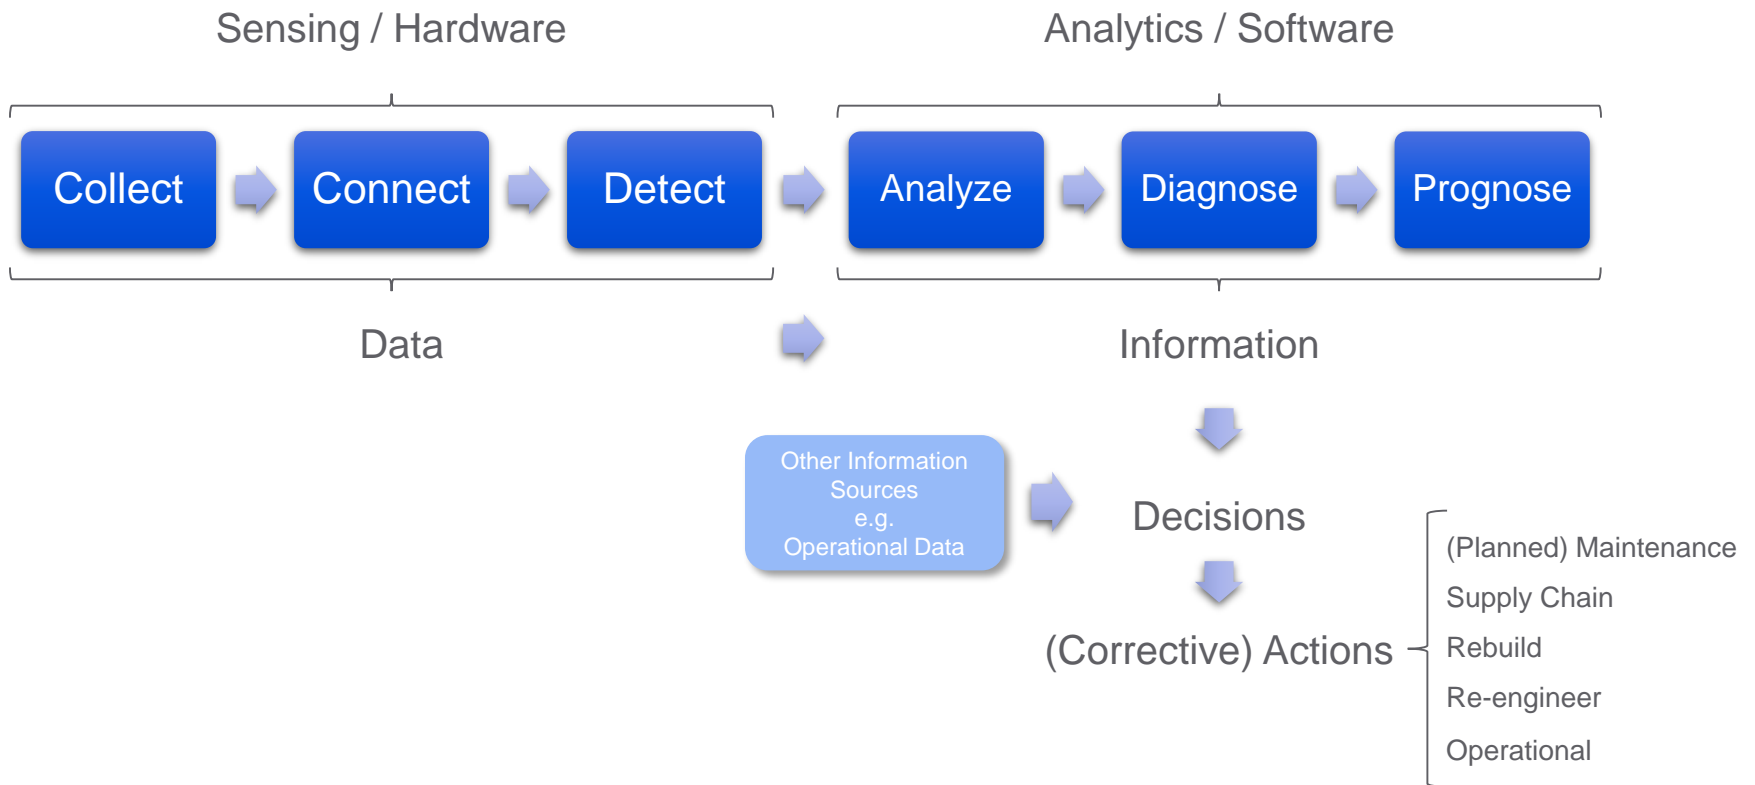 Sensing / Hardware
Analytics / Software
Collect
Connect
Detect
Analyze
Diagnose
Prognose
Data
Information
Other Information
Sources
e.g.
Operational Data
Decisions
(Corrective) Actions
(Planned) Maintenance
Supply Chain
Rebuild
Re-engineer
Operational